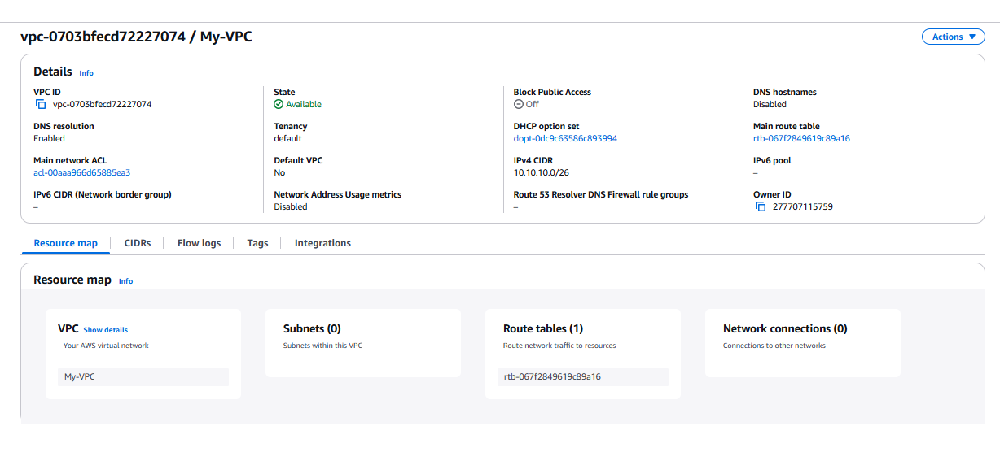 vpc-0703bfecd72227074 / My-VPC
Actions
Details Info
VPC ID
vpc-0703bfecd72227074
State
Available
Block Public Access
Off
DNS hostnames
Disabled
DNS resolution
Enabled
Tenancy
default
DHCP option set
dopt-0dc9c63586c893994
Main route table
rtb-067f2849619c89a16
Main network ACL
acl-00aaa966d65885ea3
Default VPC
No
IPv4 CIDR
10.10.10.0/26
IPv6 pool
–
IPv6 CIDR (Network border group)
–
Network Address Usage metrics
Disabled
Route 53 Resolver DNS Firewall rule groups
–
Owner ID
277707115759
Resource map
CIDRs
Flow logs
Tags
Integrations
Resource map Info
VPC Show details
Your AWS virtual network
My-VPC
Subnets (0)
Subnets within this VPC
Route tables (1)
Route network traffic to resources
rtb-067f2849619c89a16
Network connections (0)
Connections to other networks